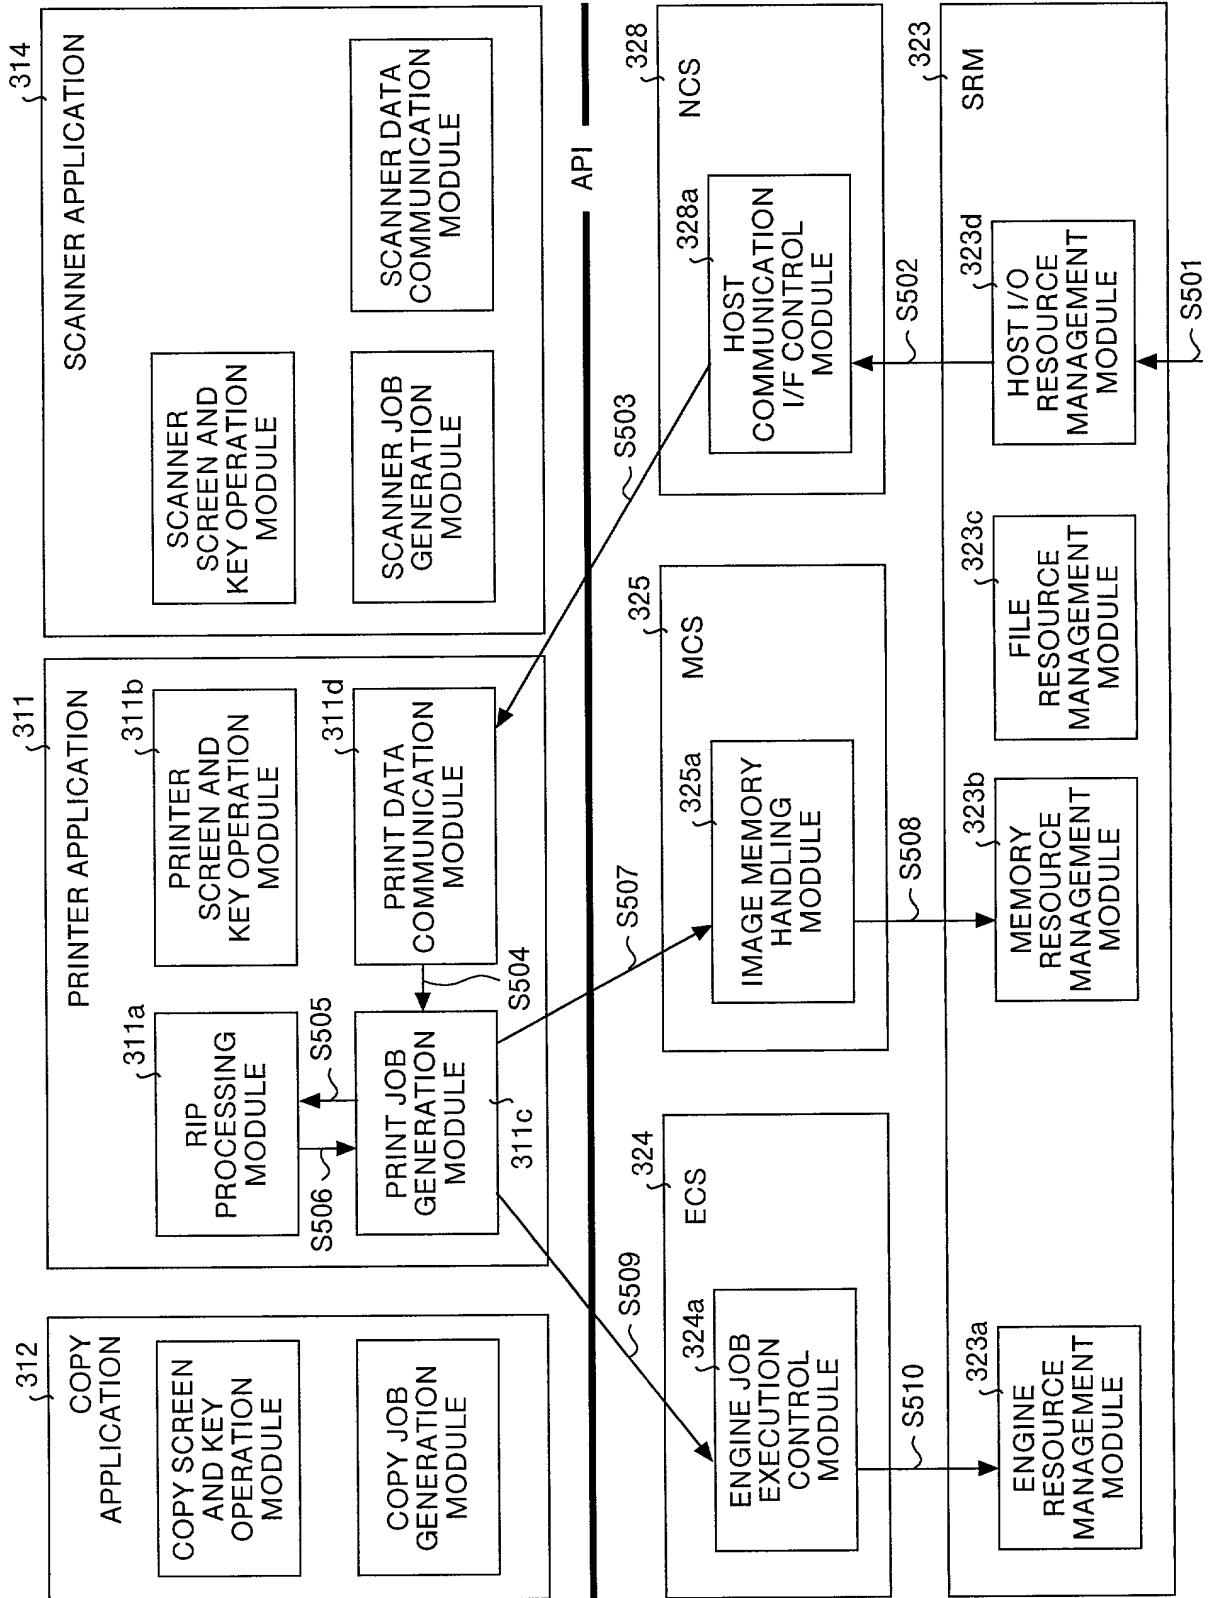 312
COPY
APPLICATION
COPY SCREEN
AND KEY
OPERATION
MODULE
COPY JOB
GENERATION
MODULE
311
PRINTER APPLICATION
311a
RIP
PROCESSING
MODULE
311b
PRINTER
SCREEN AND
KEY OPERATION
MODULE
S506
S505
PRINT JOB
GENERATION
MODULE
311c
S504
311d
PRINT DATA
COMMUNICATION
MODULE
314
SCANNER APPLICATION
SCANNER
SCREEN AND
KEY OPERATION
MODULE
SCANNER JOB
GENERATION
MODULE
SCANNER DATA
COMMUNICATION
MODULE
API
S509
S507
S503
324
ECS
324a
ENGINE JOB
EXECUTION
CONTROL
MODULE
325
MCS
325a
IMAGE MEMORY
HANDLING
MODULE
328
NCS
328a
HOST
COMMUNICATION
I/F CONTROL
MODULE
S510
S508
S502
323
SRM
323a
ENGINE
RESOURCE
MANAGEMENT
MODULE
323b
MEMORY
RESOURCE
MANAGEMENT
MODULE
323c
FILE
RESOURCE
MANAGEMENT
MODULE
323d
HOST I/O
RESOURCE
MANAGEMENT
MODULE
S501